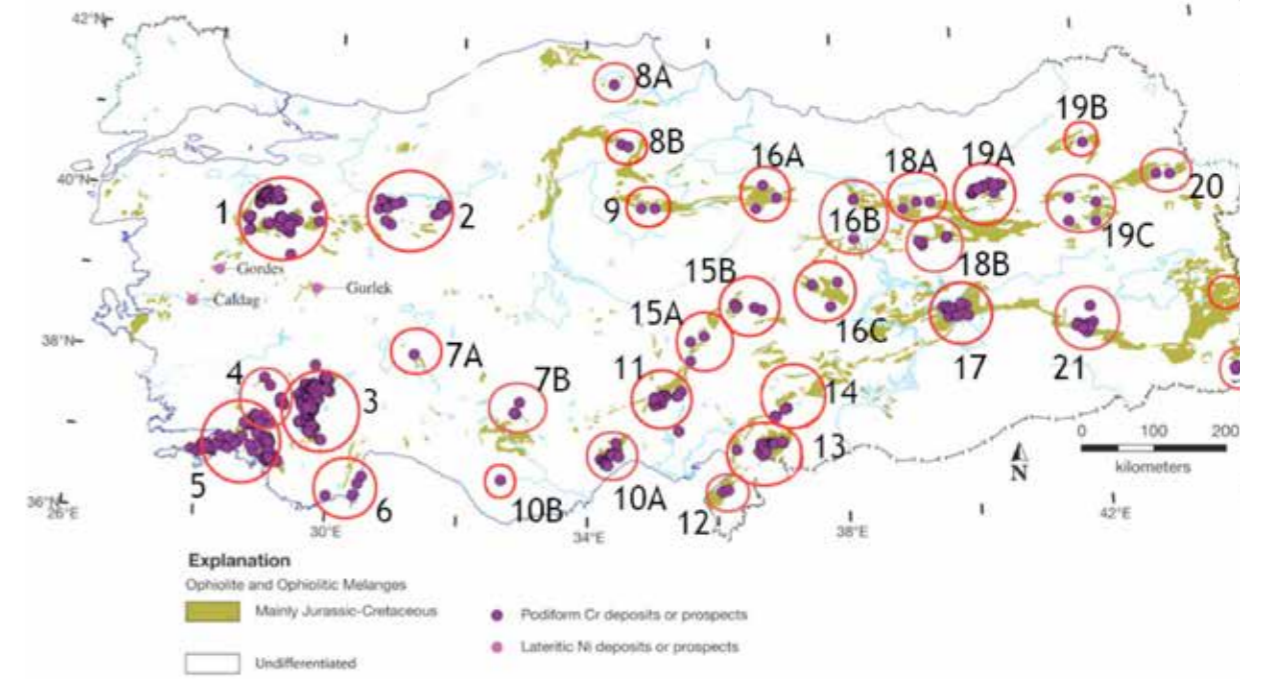 42°N
8A
19B
8B
16A
18A
19A
40°N
20
1
2
9
16B
19C
Gordes
15B
18B
Caldag
Gurlek
15A
16C
38°N
7A
17
21
4
11
14
3
7B
0 100 200
kilometers
13
N
5
10A
6
10B
12
36°N
26°E
30°E
34°E
38°E
42°E
Explanation
Ophiolite and Ophiolitic Melanges
Mainly Jurassic-Cretaceous
Podiform Cr deposits or prospects
Lateritic Ni deposits or prospects
Undifferentiated